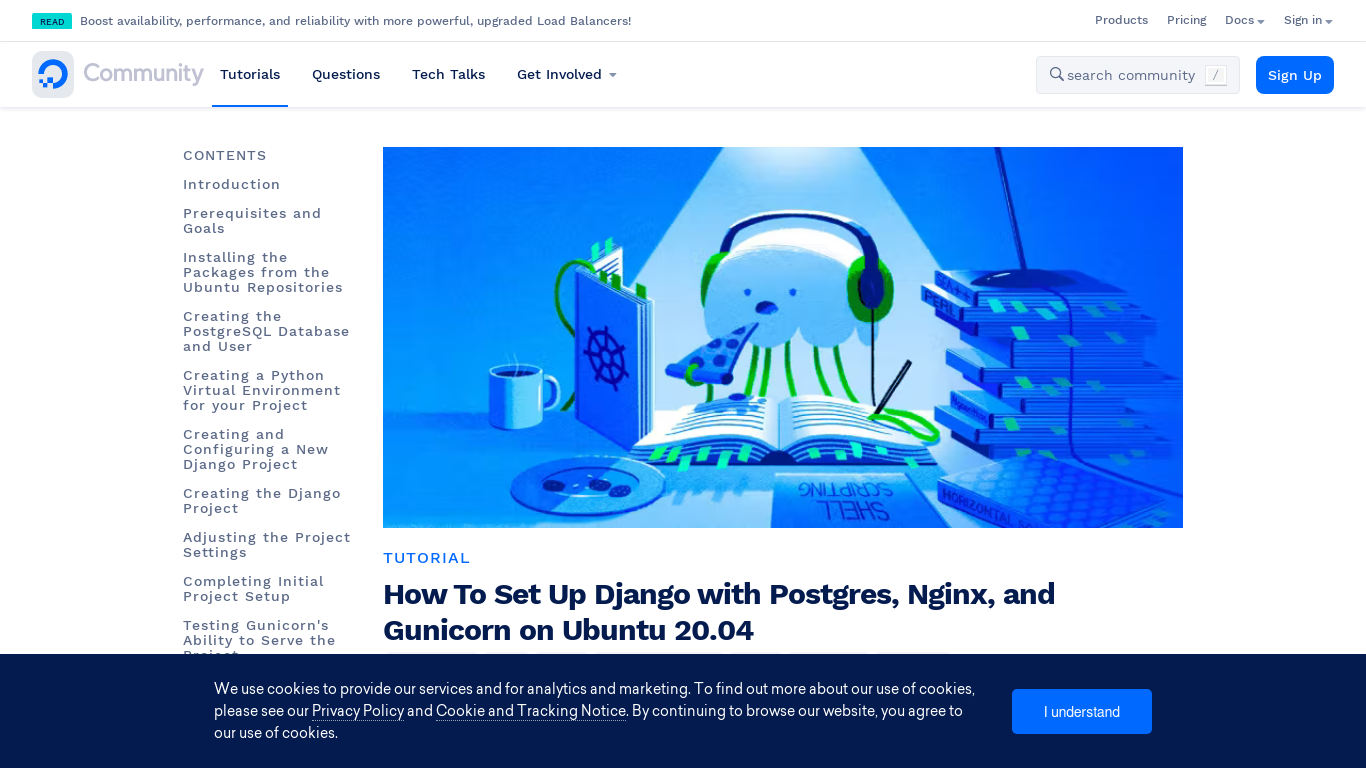 READ Boost availability, performance, and reliability with more powerful, upgraded Load Balancers!
Products Pricing Docs Sign in
Community Tutorials Questions Tech Talks Get Involved
search community /
Sign Up
CONTENTS
Introduction
Prerequisites and
Goals
Installing the
Packages from the
Ubuntu Repositories
Creating the
PostgreSQL Database
and User
Creating a Python
Virtual Environment
for your Project
Creating and
Configuring a New
Django Project
Creating the Django
Project
Adjusting the Project
Settings
Completing Initial
Project Setup
Testing Gunicorn's
Ability to Serve the
Project
PERL
SHELL
SCRIPTING
HORIZONTAL
TUTORIAL
How To Set Up Django with Postgres, Nginx, and
Gunicorn on Ubuntu 20.04
We use cookies to provide our services and for analytics and marketing. To find out more about our use of cookies,
please see our Privacy Policy and Cookie and Tracking Notice. By continuing to browse our website, you agree to
our use of cookies.
I understand